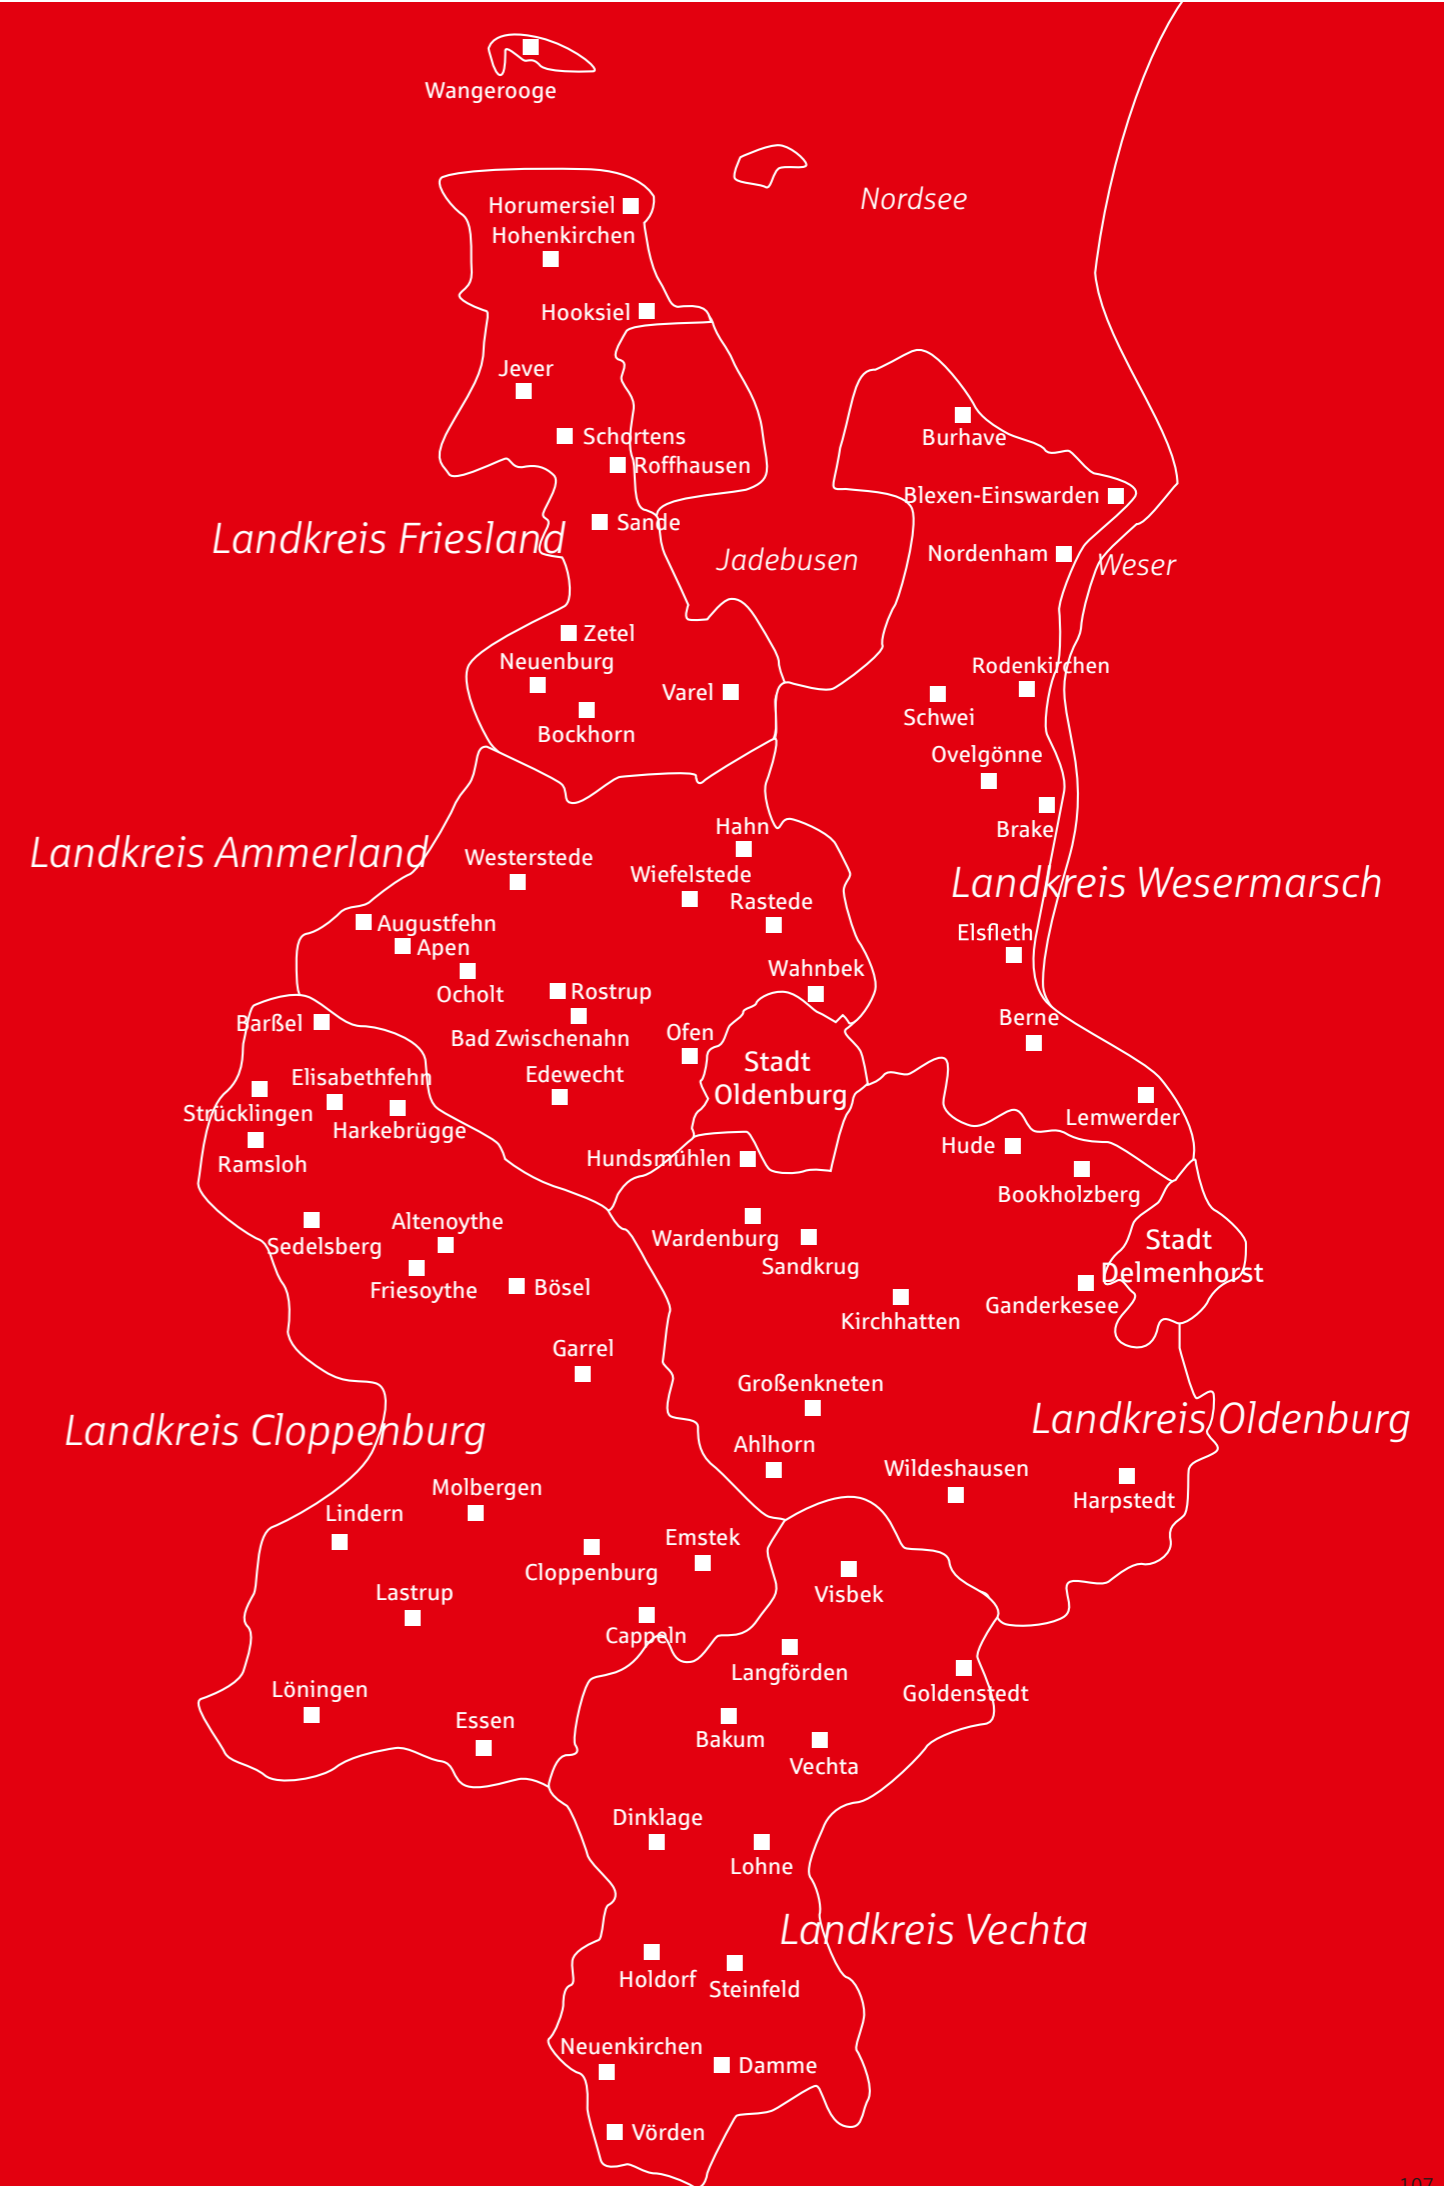 Wangerooge
Nordsee
Horumersiel
Hohenkirchen
Hooksiel
Jever
Schortens
Roffhausen
Burhave
Blexen-Einswarden
Sande
Landkreis Friesland
Jadebusen
Nordenham
Weser
Zetel
Neuenburg
Varel
Bockhorn
Rodenkirchen
Schwei
Ovelgönne
Brake
Hahn
Landkreis Ammerland
Westerstede
Wiefelstede
Rastede
Landkreis Wesermarsch
Augustfehn
Apen
Elsfleth
Wahnbek
Ocholt
Rostrup
Bad Zwischenahn
Ofen
Berne
Barßel
Stadt
Oldenburg
Edewecht
Elisabethfehn
Strücklingen
Harkebrügge
Lemwerder
Ramsloh
Hundsmühlen
Hude
Bookholzberg
Altenoythe
Sedelsberg
Wardenburg
Sandkrug
Stadt
Delmenhorst
Friesoythe
Bösel
Ganderkesee
Kirchhatten
Garrel
Großenkneten
Landkreis Cloppenburg
Landkreis Oldenburg
Ahlhorn
Wildeshausen
Molbergen
Harpstedt
Lindern
Emstek
Cloppenburg
Lastrup
Visbek
Cappeln
Langförden
Löningen
Goldenstedt
Essen
Bakum
Vechta
Dinklage
Lohne
Landkreis Vechta
Holdorf
Steinfeld
Neuenkirchen
Damme
Vörden
107